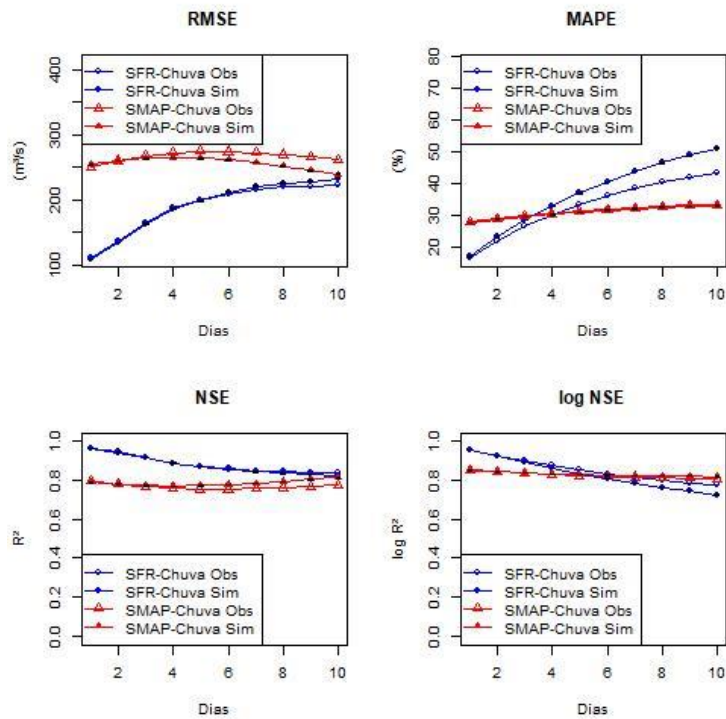 RMSE
(m³/s)
400
300
200
100
SFR-Chuva Obs
SFR-Chuva Sim
SMAP-Chuva Obs
SMAP-Chuva Sim
2 4 6 8 10
Dias
MAPE
(%)
80
70
60
50
40
30
20
SFR-Chuva Obs
SFR-Chuva Sim
SMAP-Chuva Obs
SMAP-Chuva Sim
2 4 6 8 10
Dias
NSE
R²
1.0
0.8
0.6
0.4
0.2
0.0
SFR-Chuva Obs
SFR-Chuva Sim
SMAP-Chuva Obs
SMAP-Chuva Sim
2 4 6 8 10
Dias
log NSE
log R²
1.0
0.8
0.6
0.4
0.2
0.0
SFR-Chuva Obs
SFR-Chuva Sim
SMAP-Chuva Obs
SMAP-Chuva Sim
2 4 6 8 10
Dias